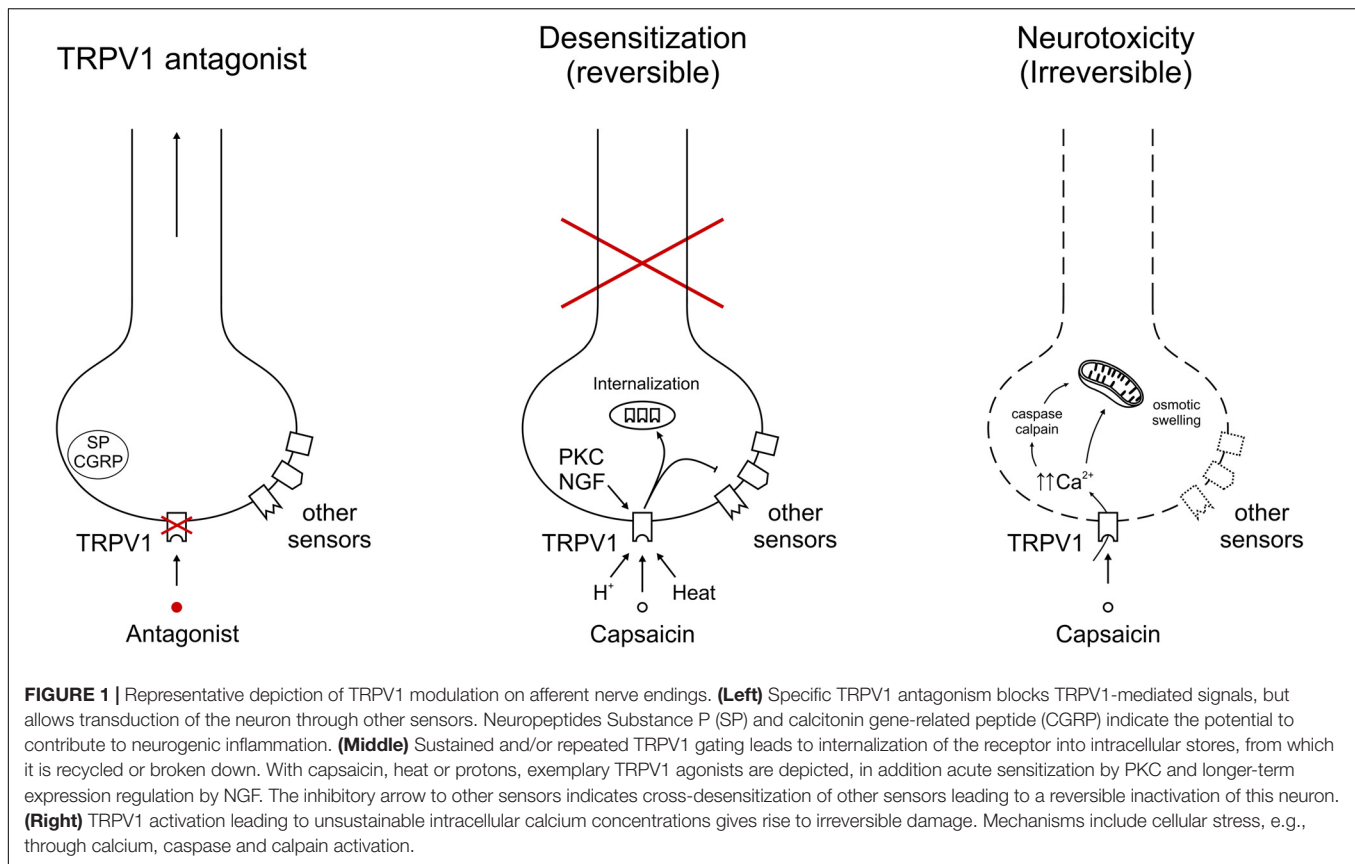 TRPV1 antagonist
SP
CGRP
TRPV1
other
sensors
Antagonist
Desensitization
(reversible)
Internalization
PKC
NGF
TRPV1
other
sensors
H⁺
Heat
Capsaicin
Neurotoxicity
(Irreversible)
caspase
calpain
osmotic
swelling
↑↑Ca²⁺
TRPV1
other
sensors
Capsaicin
FIGURE 1 | Representative depiction of TRPV1 modulation on afferent nerve endings. (Left) Specific TRPV1 antagonism blocks TRPV1-mediated signals, but
allows transduction of the neuron through other sensors. Neuropeptides Substance P (SP) and calcitonin gene-related peptide (CGRP) indicate the potential to
contribute to neurogenic inflammation. (Middle) Sustained and/or repeated TRPV1 gating leads to internalization of the receptor into intracellular stores, from which
it is recycled or broken down. With capsaicin, heat or protons, exemplary TRPV1 agonists are depicted, in addition acute sensitization by PKC and longer-term
expression regulation by NGF. The inhibitory arrow to other sensors indicates cross-desensitization of other sensors leading to a reversible inactivation of this neuron.
(Right) TRPV1 activation leading to unsustainable intracellular calcium concentrations gives rise to irreversible damage. Mechanisms include cellular stress, e.g.,
through calcium, caspase and calpain activation.